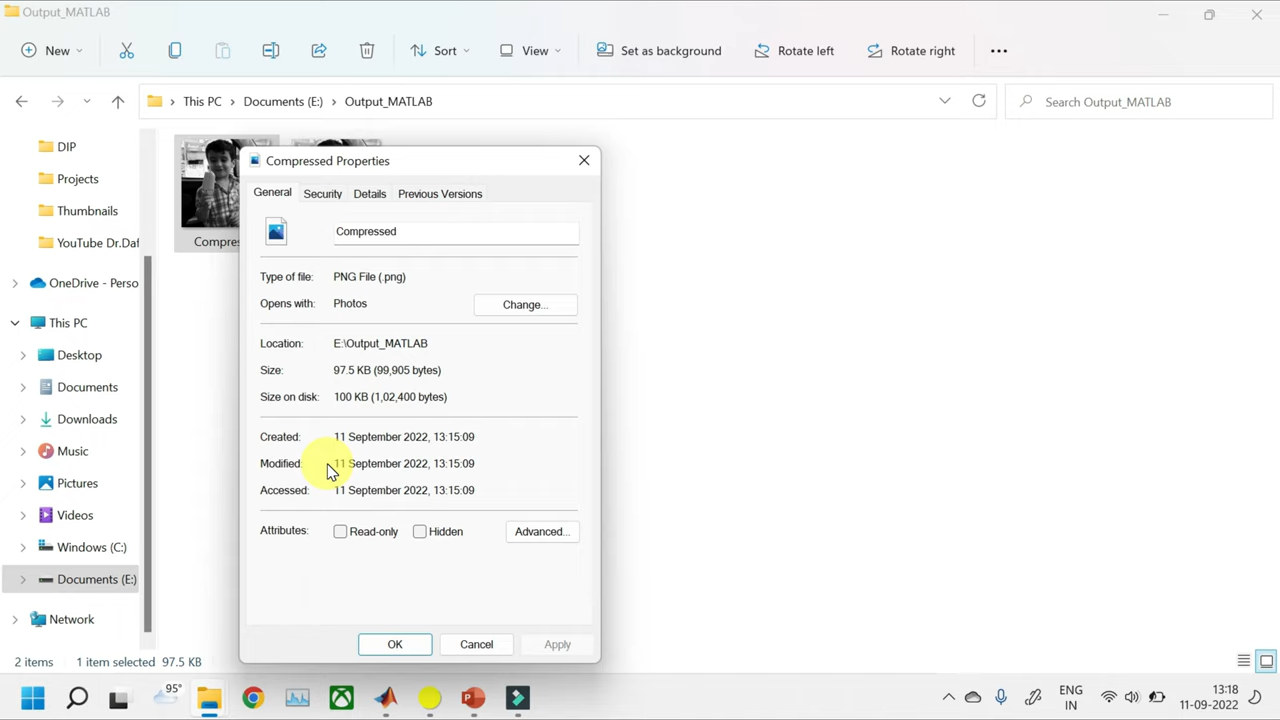 Output_MATLAB
New
Sort
View
Set as background
Rotate left
Rotate right
This PC > Documents (E:) > Output_MATLAB
Search Output_MATLAB
DIP
Projects
Thumbnails
YouTube Dr.Daf
OneDrive - Perso
This PC
Desktop
Documents
Downloads
Music
Pictures
Videos
Windows (C:)
Documents (E:)
Network
Compres
Compressed Properties
General Security Details Previous Versions
Compressed
Type of file: PNG File (.png)
Opens with: Photos Change...
Location: E:\Output_MATLAB
Size: 97.5 KB (99,905 bytes)
Size on disk: 100 KB (1,02,400 bytes)
Created: 11 September 2022, 13:15:09
Modified: 11 September 2022, 13:15:09
Accessed: 11 September 2022, 13:15:09
Attributes: Read-only Hidden Advanced...
OK Cancel Apply
2 items 1 item selected 97.5 KB
95°
ENG
IN
13:18
11-09-2022